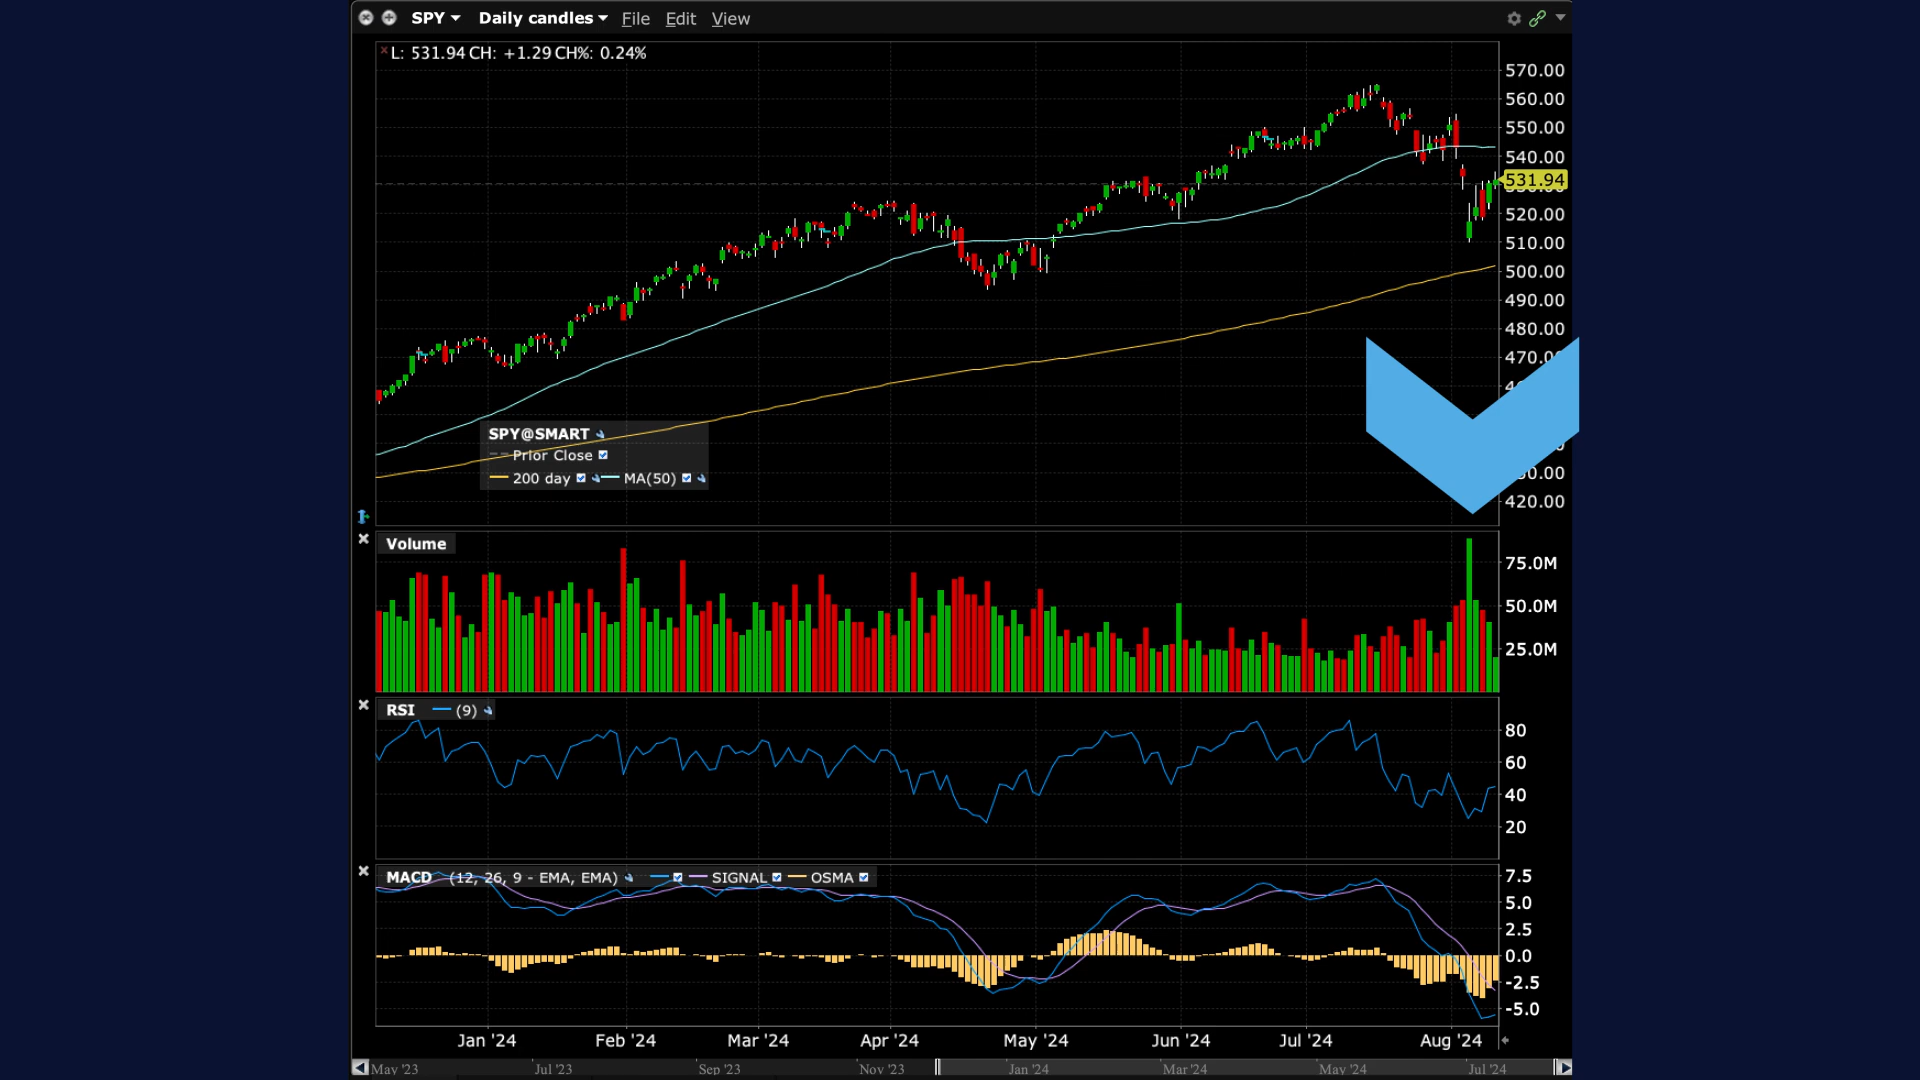 SPY Daily candles File Edit View
L: 531.94 CH: +1.29 CH%: 0.24%
570.00
560.00
550.00
540.00
531.94
520.00
510.00
500.00
490.00
480.00
420.00
SPY@SMART
Prior Close
200 day MA(50)
Volume
75.0M
50.0M
25.0M
RSI (9)
80
60
40
20
MACD (12, 26, 9 - EMA, EMA) SIGNAL OSMA
7.5
5.0
2.5
0.0
-2.5
-5.0
Jan '24 Feb '24 Mar '24 Apr '24 May '24 Jun '24 Jul '24 Aug '24
May '23 Jul '23 Sep '23 Nov '23 Jan '24 Mar '24 May '24 Jul '24